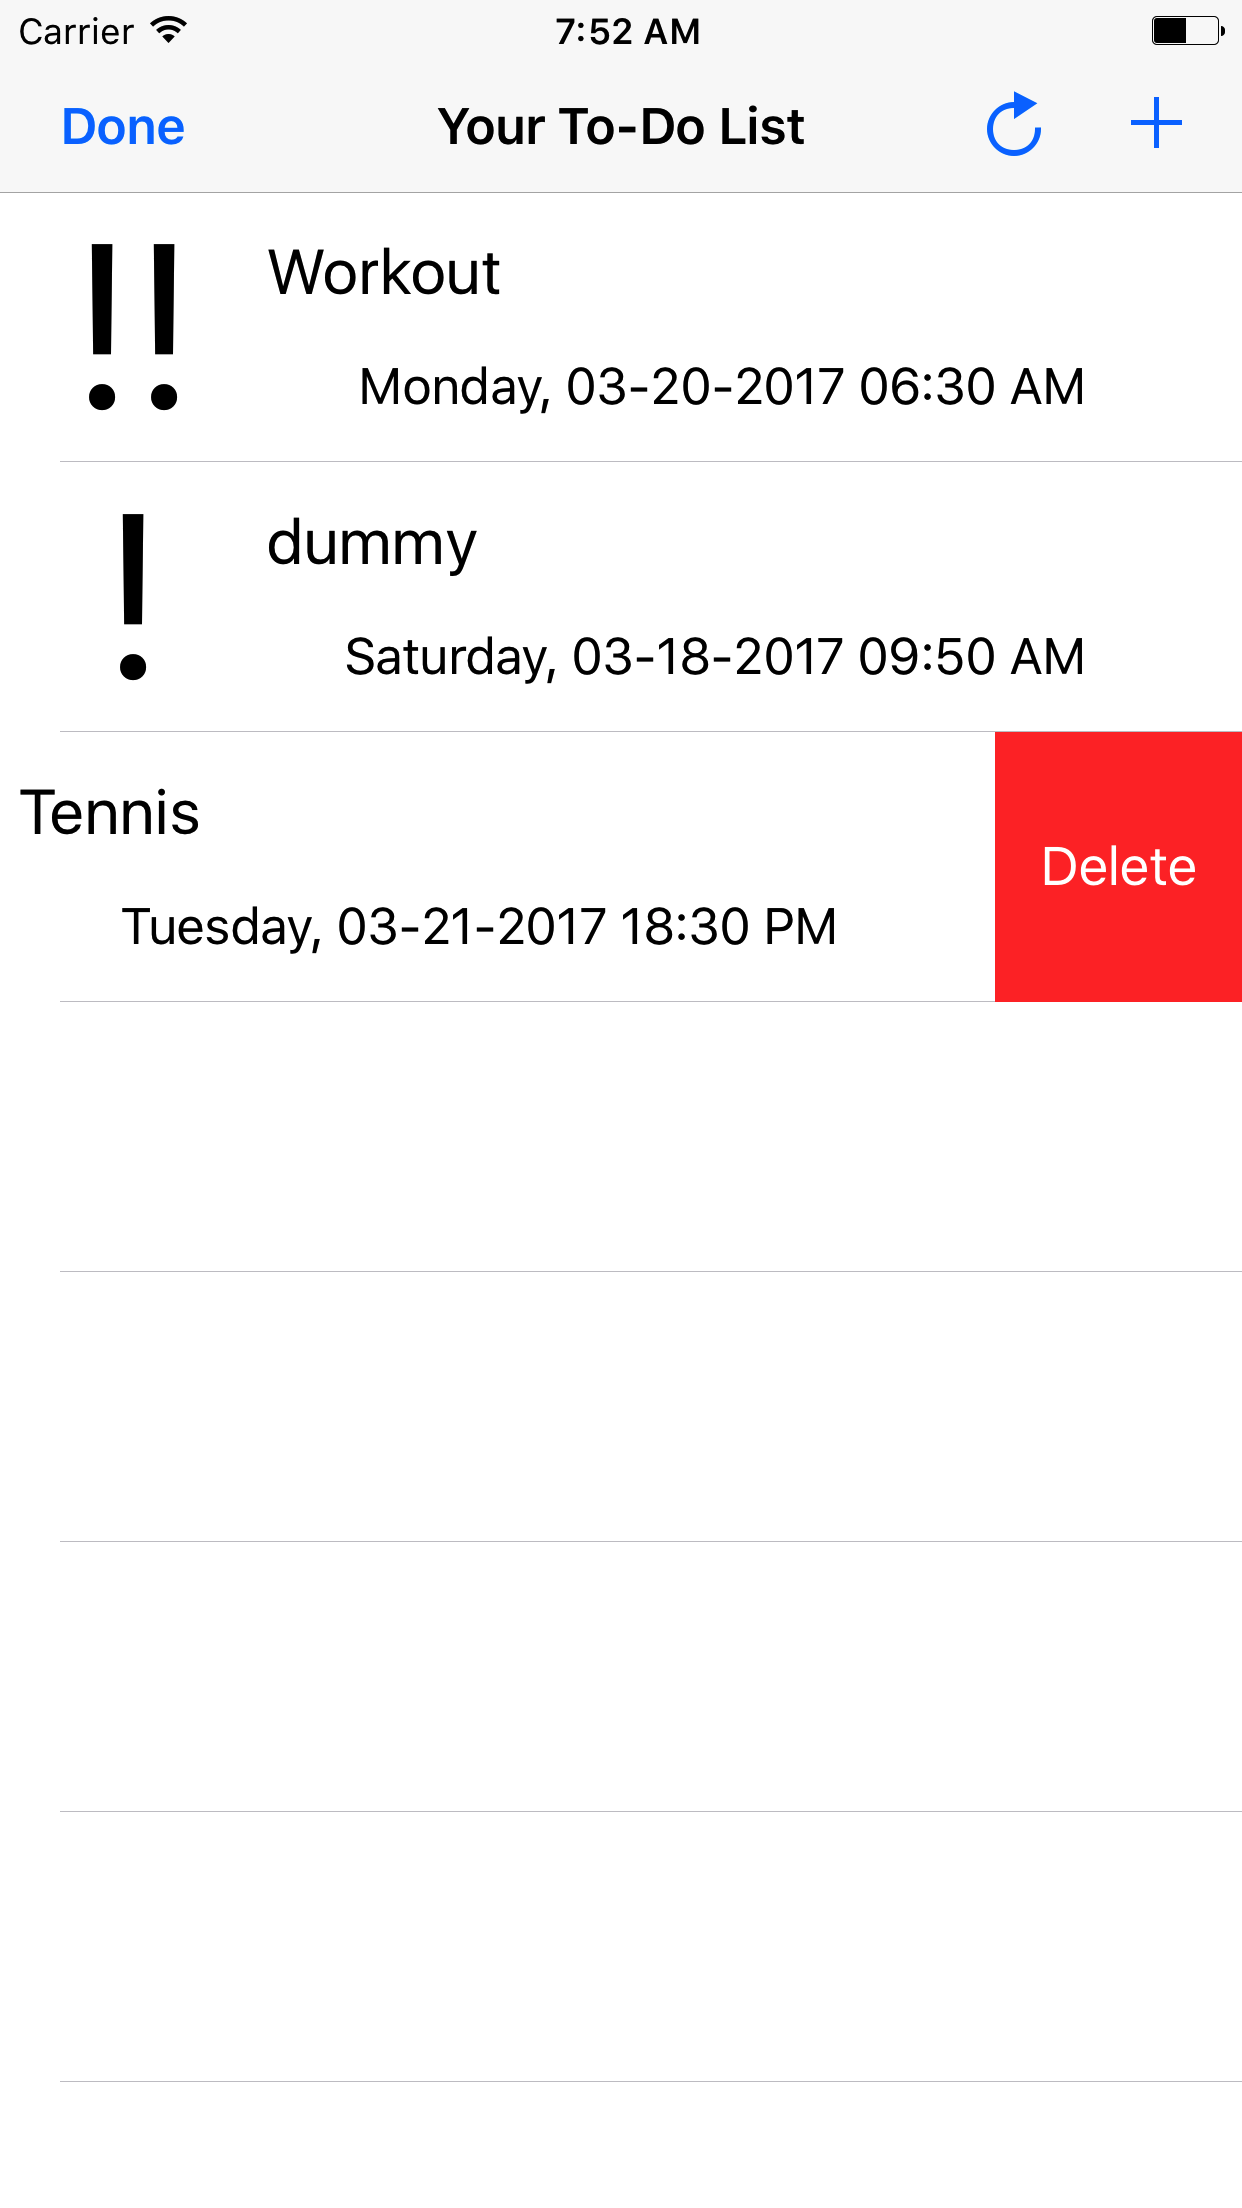 Carrier 7:52 AM
Done Your To-Do List
!! Workout
Monday, 03-20-2017 06:30 AM
! dummy
Saturday, 03-18-2017 09:50 AM
Tennis
Delete
Tuesday, 03-21-2017 18:30 PM